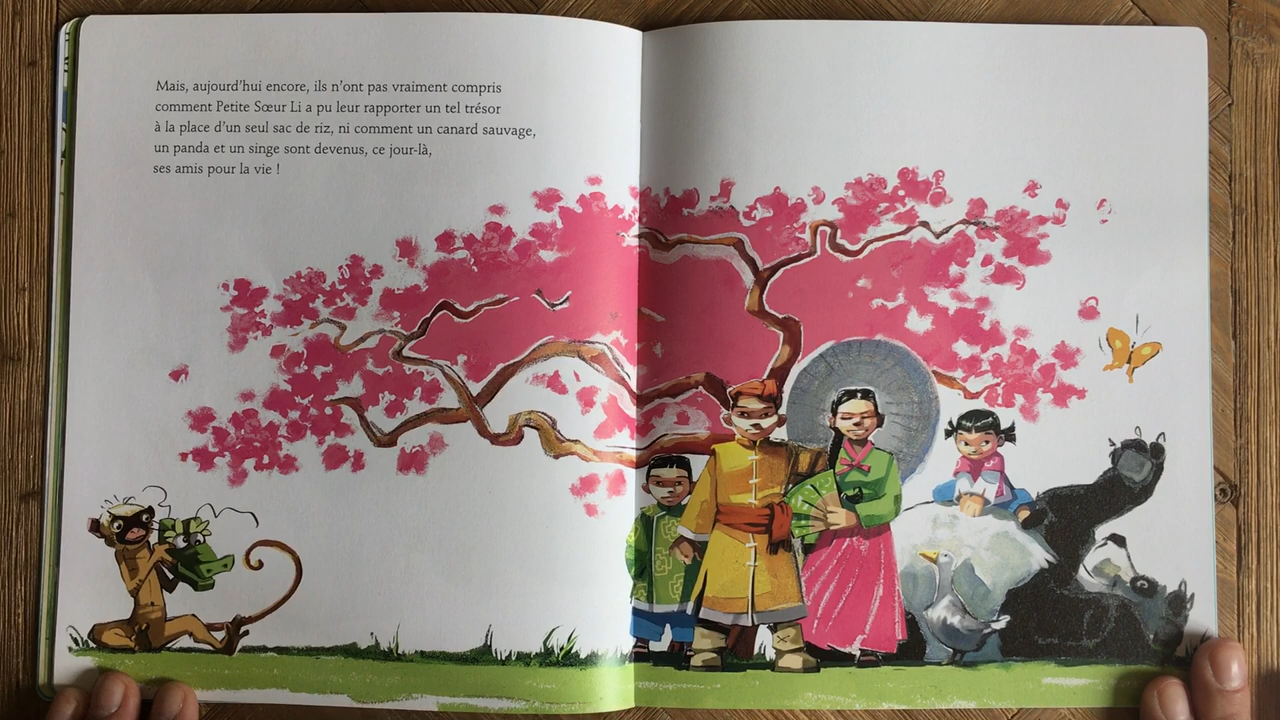 Mais, aujourd'hui encore, ils n'ont pas vraiment compris
comment Petite Sœur Li a pu leur rapporter un tel trésor
à la place d'un seul sac de riz, ni comment un canard sauvage,
un panda et un singe sont devenus, ce jour-là,
ses amis pour la vie !